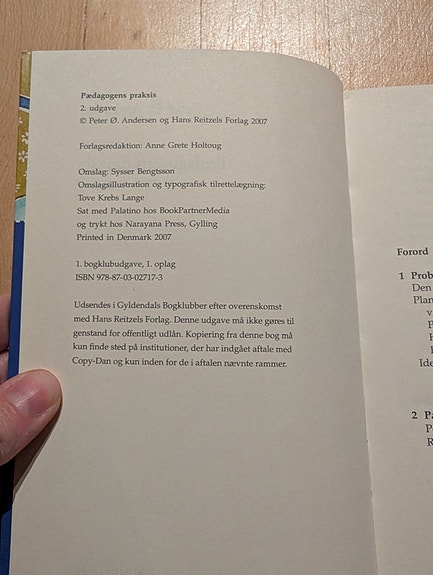 Pædagogens praksis
2. udgave
© Peter Ø. Andersen og Hans Reitzels Forlag 2007
Forlagsredaktion: Anne Grete Holtoug
Omslag: Sysser Bengtsson
Omslagsillustration og typografisk tilrettelægning:
Tove Krebs Lange
Sat med Palatino hos BookPartnerMedia
og trykt hos Narayana Press, Gylling
Printed in Denmark 2007
1. bogklubudgave, 1. oplag
ISBN 978-87-03-02717-3
Udsendes i Gyldendals Bogklubber efter overenskomst
med Hans Reitzels Forlag. Denne udgave må ikke gøres til
genstand for offentligt udlån. Kopiering fra denne bog må
kun finde sted på institutioner, der har indgået aftale med
Copy-Dan og kun inden for de i aftalen nævnte rammer.
Forord
1 Prob
Den
Plan
v
P
Ide
2 P
P
R